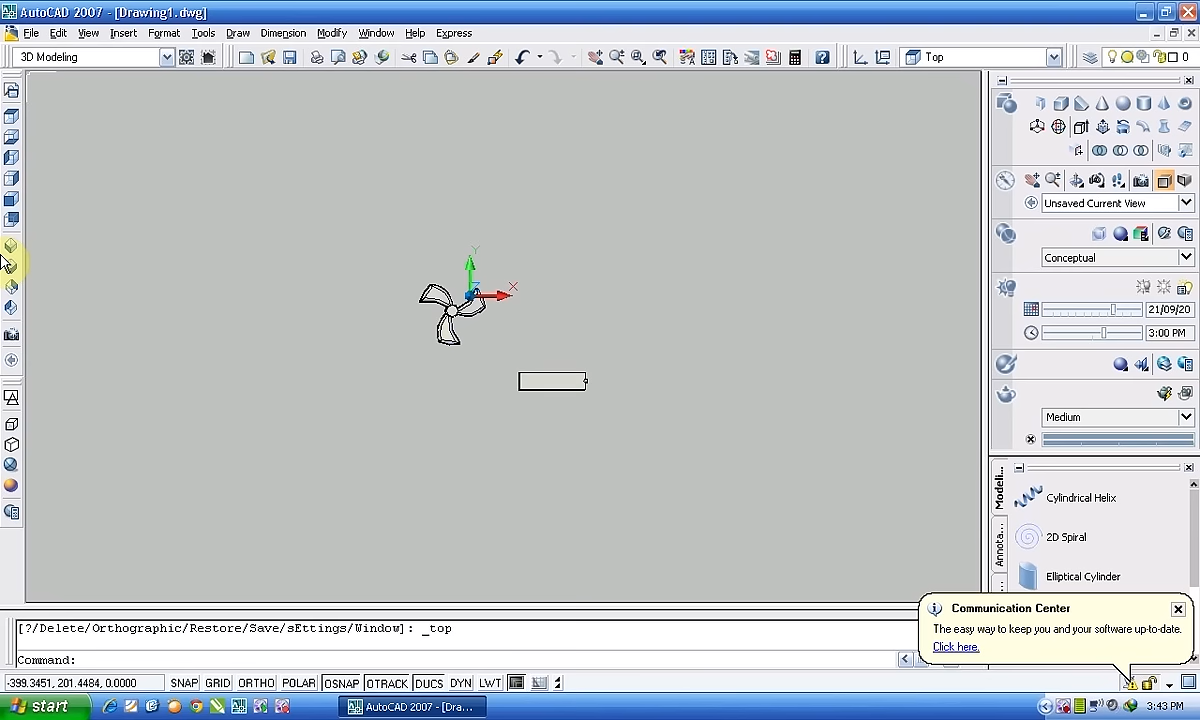 AutoCAD 2007 - [Drawing1.dwg]
File Edit View Insert Format Tools Draw Dimension Modify Window Help Express
3D Modeling
Top
0
Unsaved Current View
Conceptual
21/09/20
3:00 PM
Medium
Y
Z
X
Modeli...
Annota...
Cylindrical Helix
2D Spiral
Elliptical Cylinder
Communication Center
The easy way to keep you and your software up-to-date.
Click here.
[?/Delete/Orthographic/Restore/Save/sEttings/Window]: _top
Command:
-399.3451, 201.4484, 0.0000 SNAP GRID ORTHO POLAR OSNAP OTRACK DUCS DYN LWT
start AutoCAD 2007 - [Dra... 3:43 PM